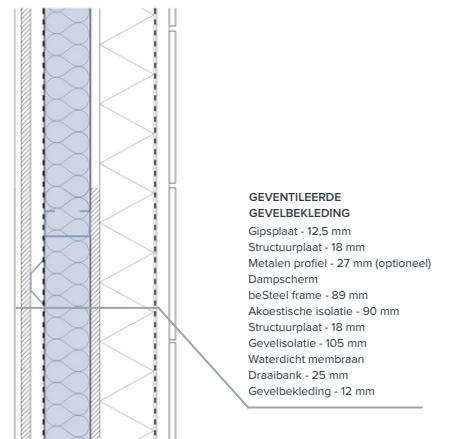 GEVENTILEERDE
GEVELBEKLEDING
Gipsplaat - 12,5 mm
Structuurplaat - 18 mm
Metalen profiel - 27 mm (optioneel)
Dampscherm
beSteel frame - 89 mm
Akoestische isolatie - 90 mm
Structuurplaat - 18 mm
Gevelisolatie - 105 mm
Waterdicht membraan
Draaibank - 25 mm
Gevelbekleding - 12 mm